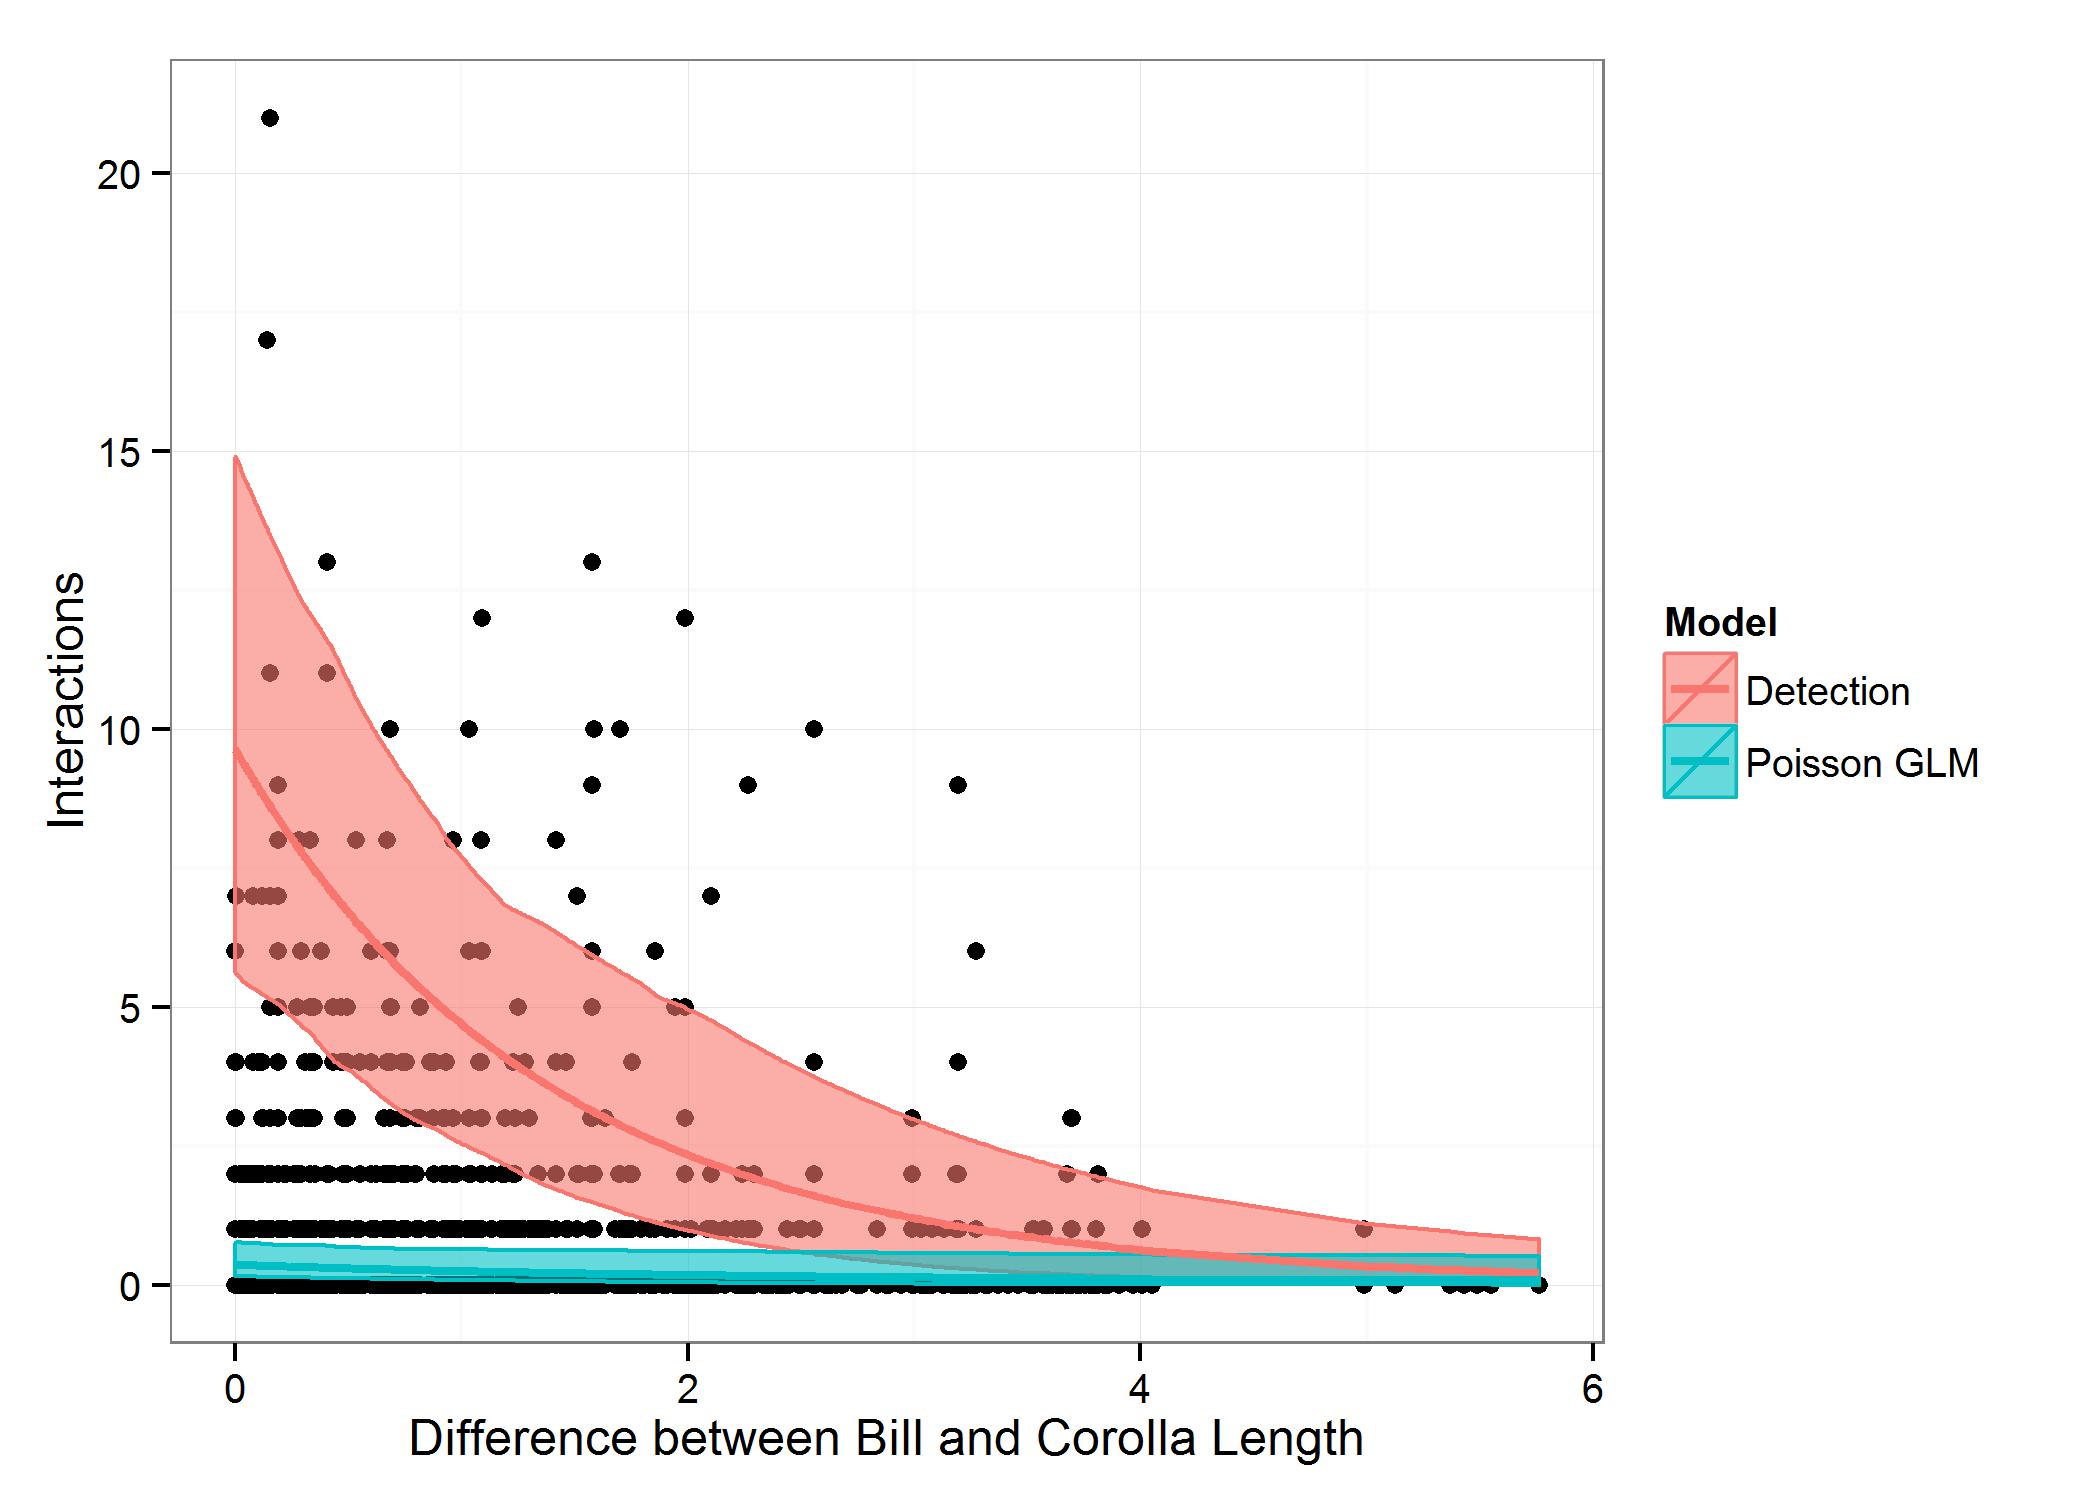 20
15
10
5
0
Interactions
0 2 4 6
Difference between Bill and Corolla Length
Model
Detection
Poisson GLM